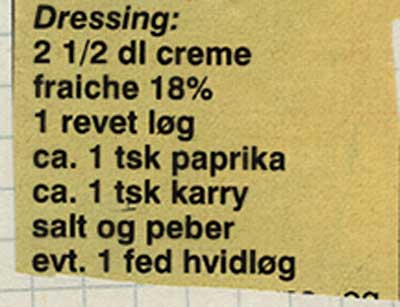 Dressing:
2 1/2 dl creme
fraiche 18%
1 revet løg
ca. 1 tsk paprika
ca. 1 tsk karry
salt og peber
evt. 1 fed hvidløg